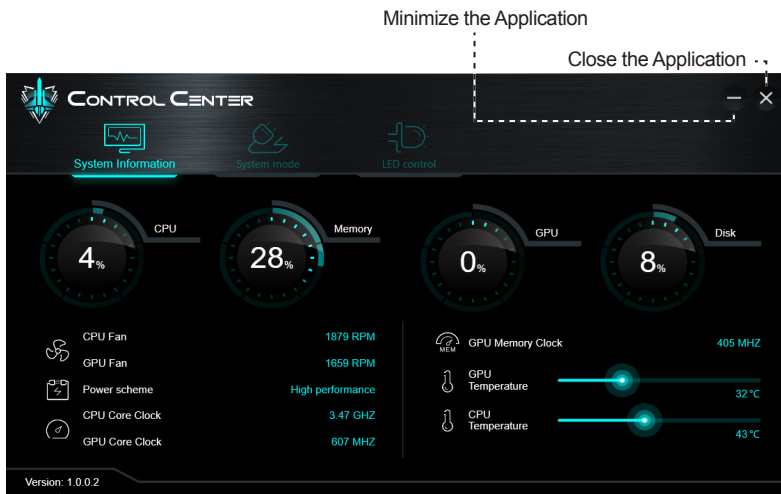 Minimize the Application
Close the Application
CONTROL CENTER
System Information
System mode
LED control
CPU
4%
Memory
28%
GPU
0%
Disk
8%
CPU Fan 1879 RPM
GPU Fan 1659 RPM
Power scheme High performance
CPU Core Clock 3.47 GHZ
GPU Core Clock 607 MHZ
MEM GPU Memory Clock 405 MHZ
GPU
Temperature
32 °C
CPU
Temperature
43 °C
Version: 1.0.0.2